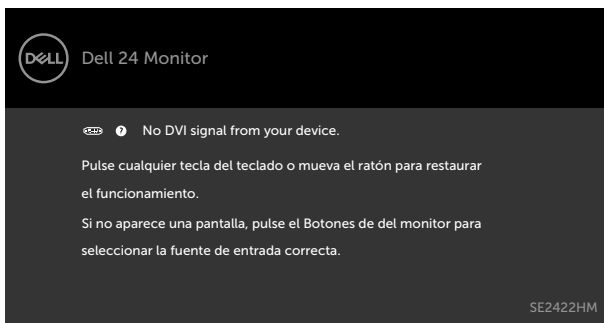 DELL
Dell 24 Monitor
? No DVI signal from your device.
Pulse cualquier tecla del teclado o mueva el ratón para restaurar
el funcionamiento.
Si no aparece una pantalla, pulse el Botones de del monitor para
seleccionar la fuente de entrada correcta.
SE2422HM